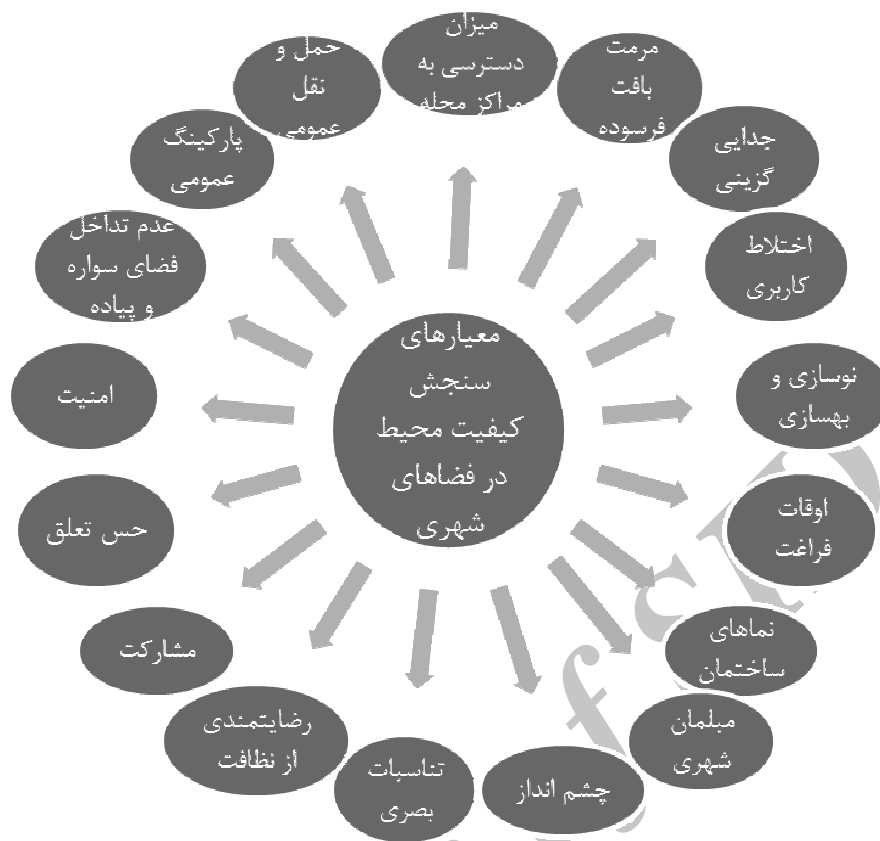 معیارهای
سنجش
کیفیت محیط
در فضاهای
شهری
میزان
دسترسی به
مراکز محله
مرمت
بافت
فرسوده
جدایی
گزینی
اختلاط
کاربری
نوسازی و
بهسازی
اوقات
فراغت
نماهای
ساختمان
مبلمان
شهری
چشم انداز
تناسبات
بصری
رضایتمندی
از نظافت
مشارکت
حس تعلق
امنیت
عدم تداخل
فضای سواره
و پیاده
پارکینگ
عمومی
حمل و
نقل
عمومی